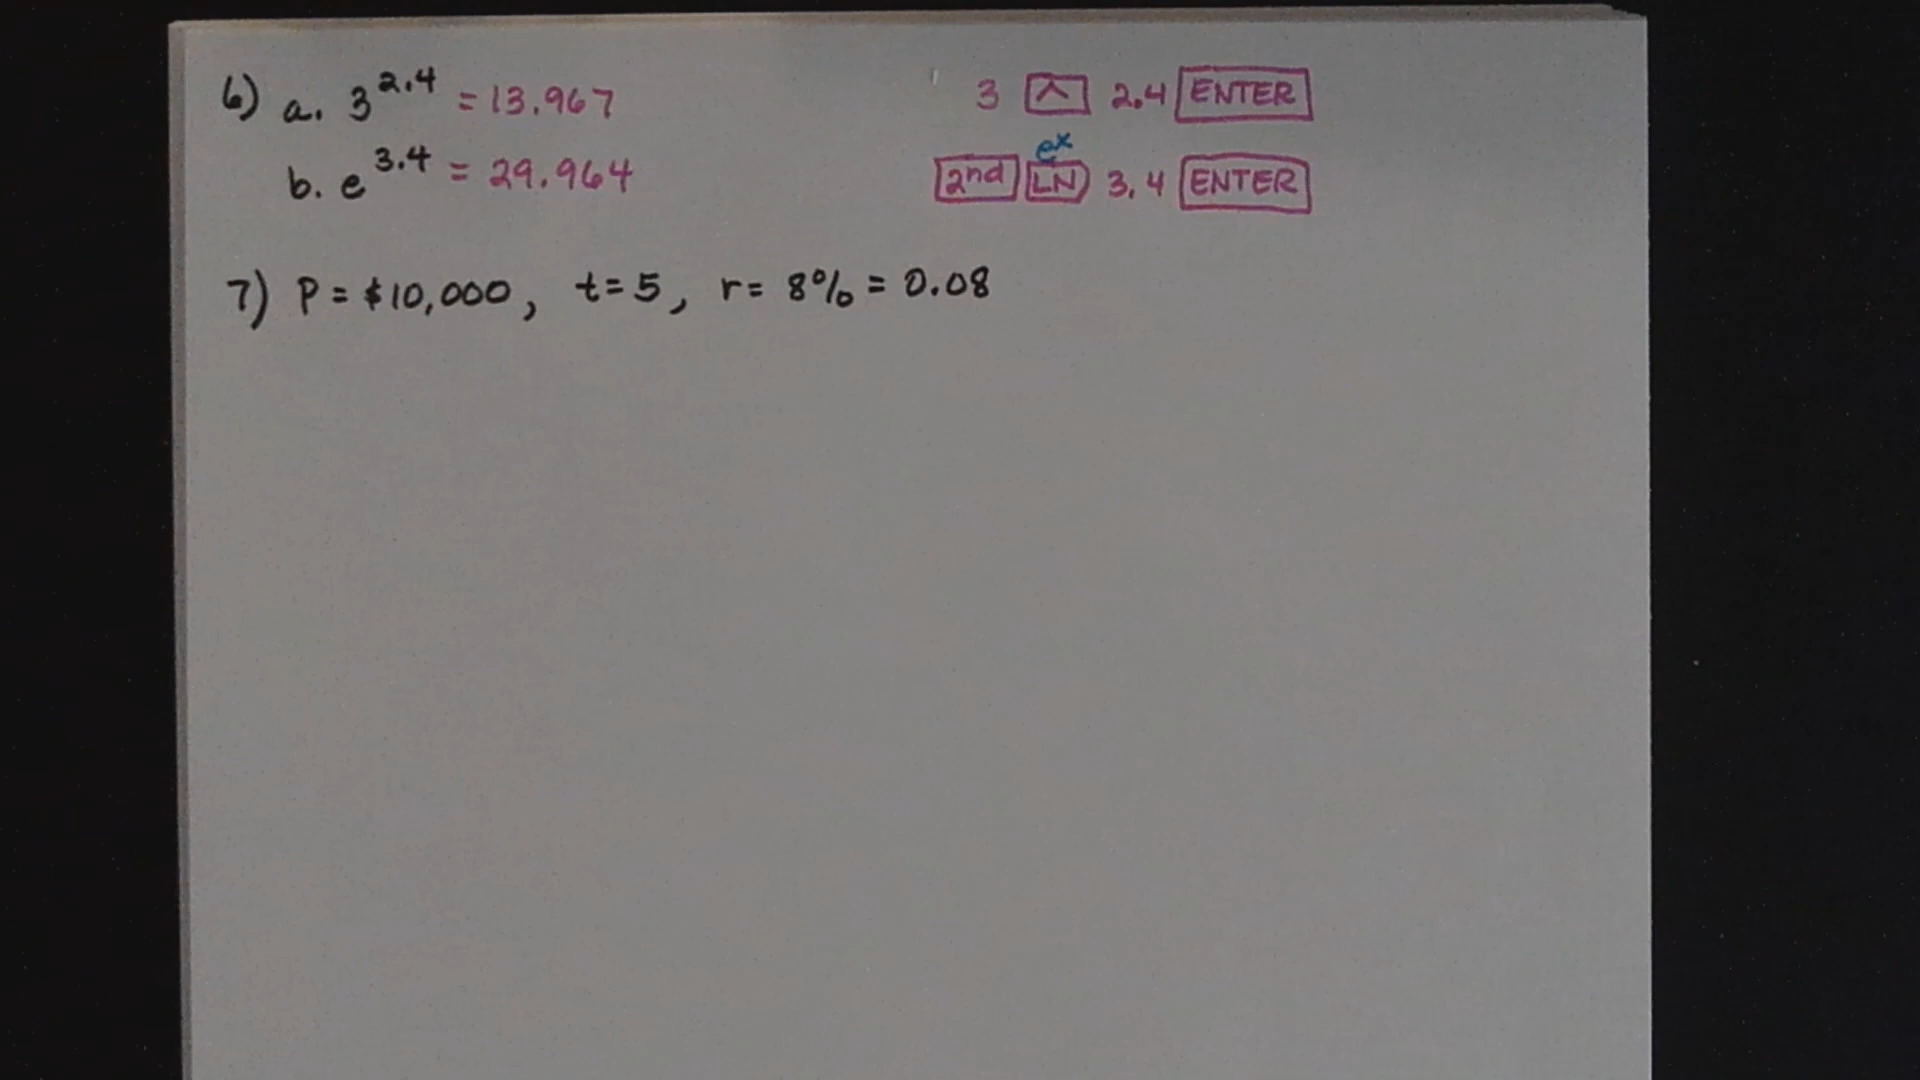 6) a. 3^2.4 = 13.967 3 ^ 2.4 ENTER
b. e^3.4 = 29.964 2nd LN e^x 3.4 ENTER
7) P = $10,000, t = 5, r = 8% = 0.08